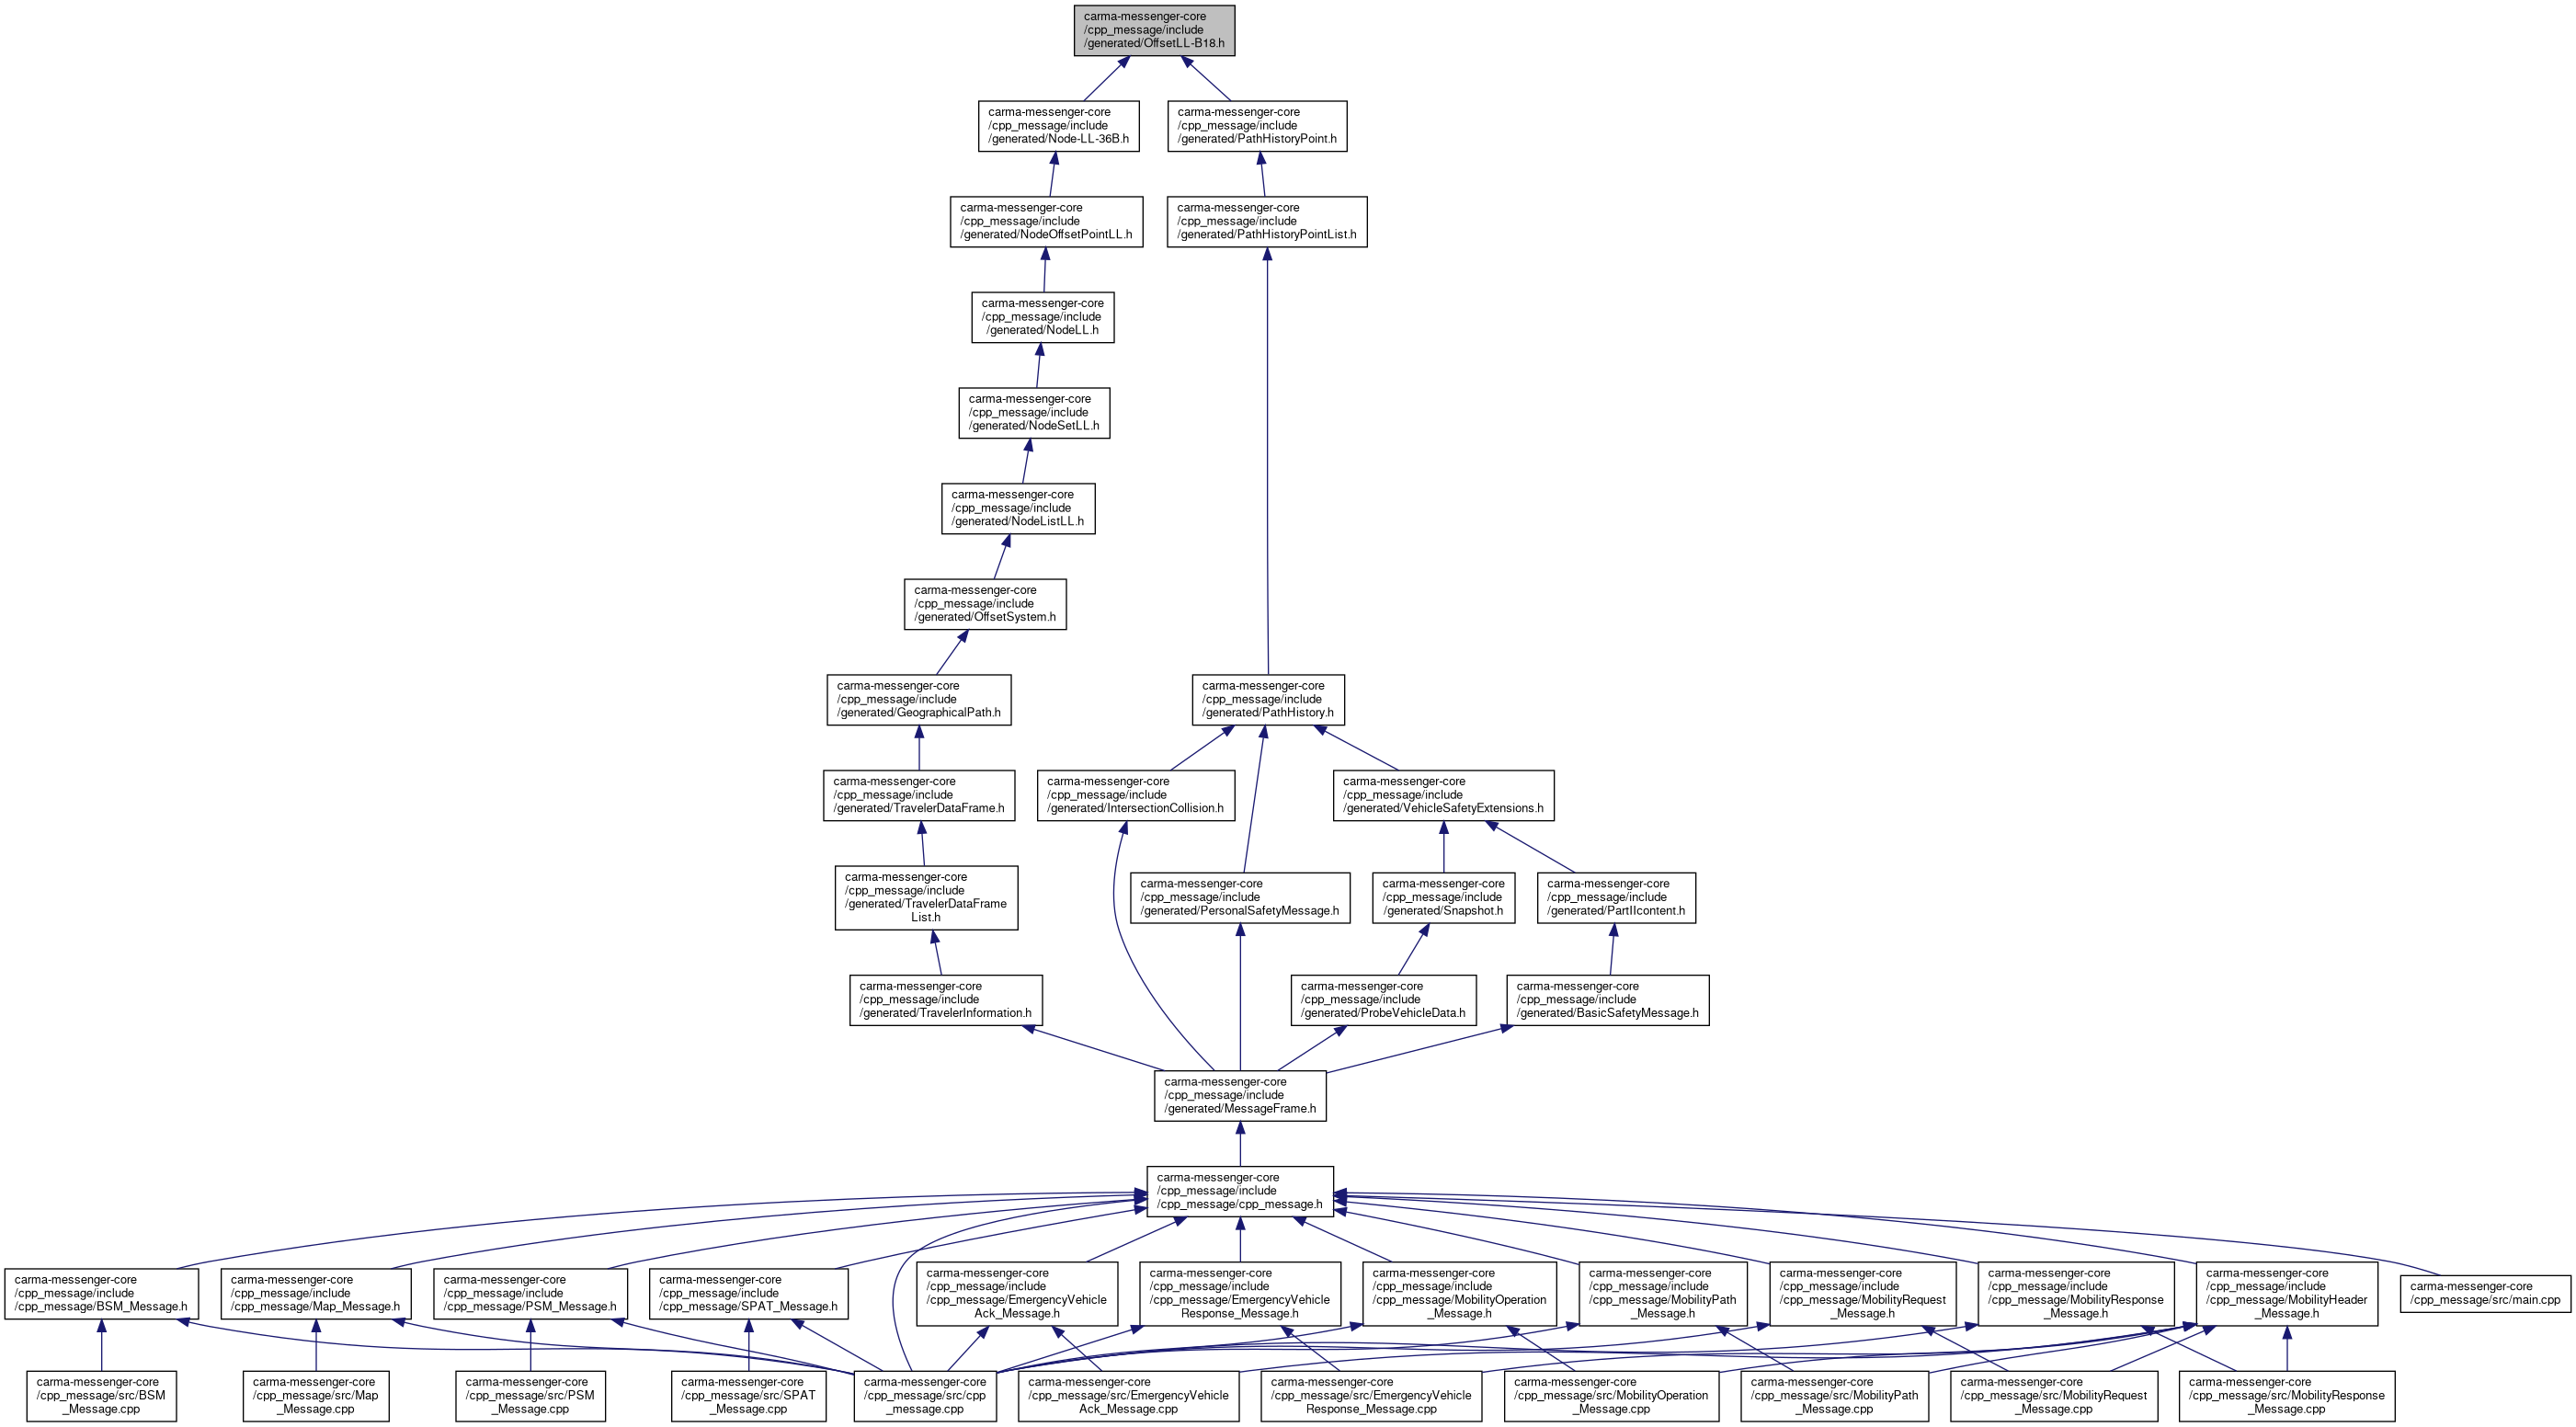 carma-messenger-core
/cpp_message/include
/generated/OffsetLL-B18.h
carma-messenger-core
/cpp_message/include
/generated/Node-LL-36B.h
carma-messenger-core
/cpp_message/include
/generated/PathHistoryPoint.h
carma-messenger-core
/cpp_message/include
/generated/NodeOffsetPointLL.h
carma-messenger-core
/cpp_message/include
/generated/PathHistoryPointList.h
carma-messenger-core
/cpp_message/include
/generated/NodeLL.h
carma-messenger-core
/cpp_message/include
/generated/NodeSetLL.h
carma-messenger-core
/cpp_message/include
/generated/NodeListLL.h
carma-messenger-core
/cpp_message/include
/generated/OffsetSystem.h
carma-messenger-core
/cpp_message/include
/generated/GeographicalPath.h
carma-messenger-core
/cpp_message/include
/generated/PathHistory.h
carma-messenger-core
/cpp_message/include
/generated/TravelerDataFrame.h
carma-messenger-core
/cpp_message/include
/generated/IntersectionCollision.h
carma-messenger-core
/cpp_message/include
/generated/VehicleSafetyExtensions.h
carma-messenger-core
/cpp_message/include
/generated/TravelerDataFrame
List.h
carma-messenger-core
/cpp_message/include
/generated/PersonalSafetyMessage.h
carma-messenger-core
/cpp_message/include
/generated/Snapshot.h
carma-messenger-core
/cpp_message/include
/generated/PartIIcontent.h
carma-messenger-core
/cpp_message/include
/generated/TravelerInformation.h
carma-messenger-core
/cpp_message/include
/generated/ProbeVehicleData.h
carma-messenger-core
/cpp_message/include
/generated/BasicSafetyMessage.h
carma-messenger-core
/cpp_message/include
/generated/MessageFrame.h
carma-messenger-core
/cpp_message/include
/cpp_message/cpp_message.h
carma-messenger-core
/cpp_message/include
/cpp_message/BSM_Message.h
carma-messenger-core
/cpp_message/include
/cpp_message/Map_Message.h
carma-messenger-core
/cpp_message/include
/cpp_message/PSM_Message.h
carma-messenger-core
/cpp_message/include
/cpp_message/SPAT_Message.h
carma-messenger-core
/cpp_message/include
/cpp_message/EmergencyVehicle
Ack_Message.h
carma-messenger-core
/cpp_message/include
/cpp_message/EmergencyVehicle
Response_Message.h
carma-messenger-core
/cpp_message/include
/cpp_message/MobilityOperation
_Message.h
carma-messenger-core
/cpp_message/include
/cpp_message/MobilityPath
_Message.h
carma-messenger-core
/cpp_message/include
/cpp_message/MobilityRequest
_Message.h
carma-messenger-core
/cpp_message/include
/cpp_message/MobilityResponse
_Message.h
carma-messenger-core
/cpp_message/include
/cpp_message/MobilityHeader
_Message.h
carma-messenger-core
/cpp_message/src/main.cpp
carma-messenger-core
/cpp_message/src/BSM
_Message.cpp
carma-messenger-core
/cpp_message/src/Map
_Message.cpp
carma-messenger-core
/cpp_message/src/PSM
_Message.cpp
carma-messenger-core
/cpp_message/src/SPAT
_Message.cpp
carma-messenger-core
/cpp_message/src/cpp
_message.cpp
carma-messenger-core
/cpp_message/src/EmergencyVehicle
Ack_Message.cpp
carma-messenger-core
/cpp_message/src/EmergencyVehicle
Response_Message.cpp
carma-messenger-core
/cpp_message/src/MobilityOperation
_Message.cpp
carma-messenger-core
/cpp_message/src/MobilityPath
_Message.cpp
carma-messenger-core
/cpp_message/src/MobilityRequest
_Message.cpp
carma-messenger-core
/cpp_message/src/MobilityResponse
_Message.cpp